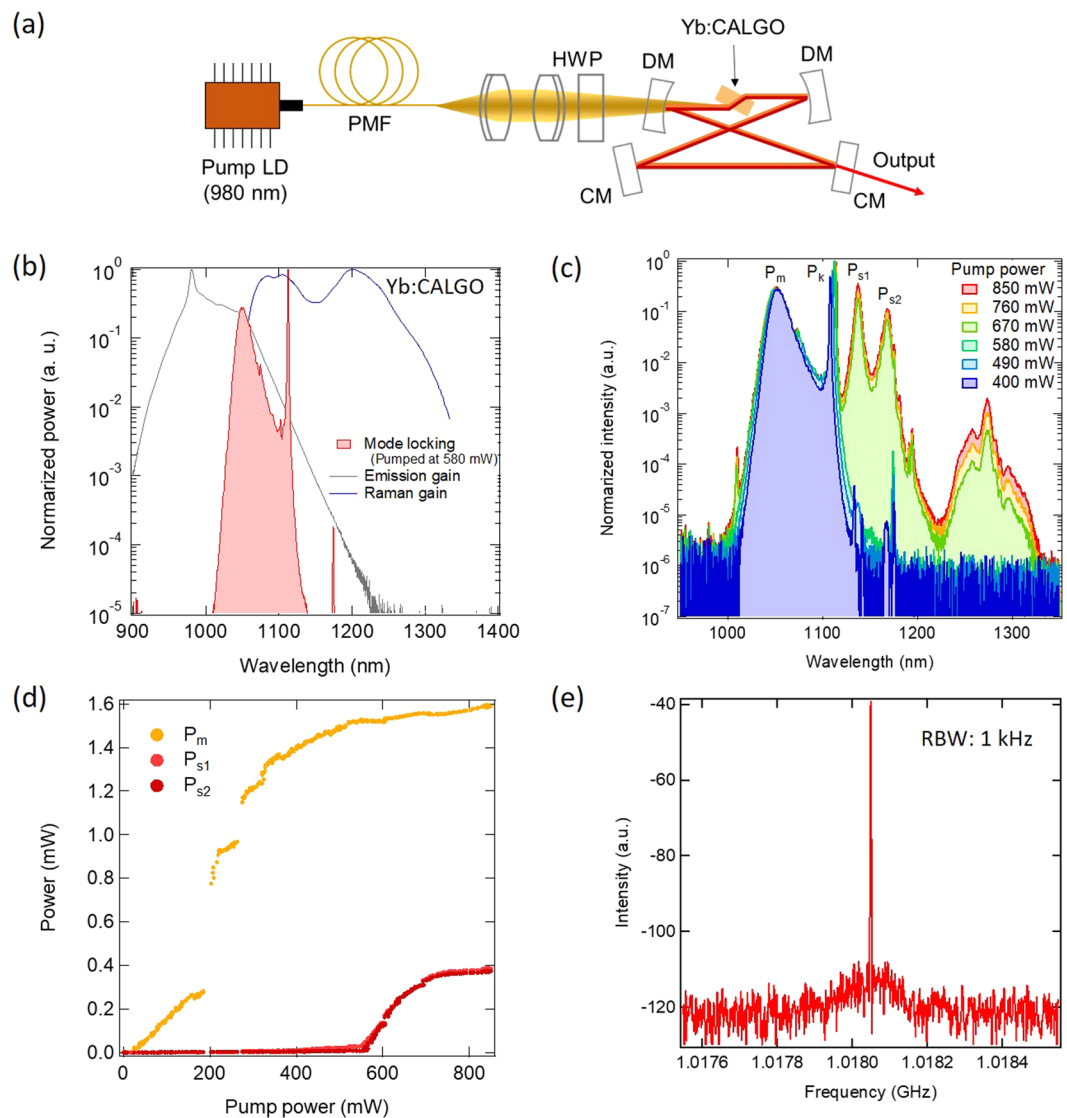 (a)
Yb:CALGO
HWP
DM
DM
PMF
Pump LD
(980 nm)
CM
Output
CM
(b)
Yb:CALGO
10^0
10^-1
10^-2
10^-3
10^-4
10^-5
Normalized power (a. u.)
Mode locking
(Pumped at 580 mW)
Emission gain
Raman gain
900 1000 1100 1200 1300 1400
Wavelength (nm)
(c)
P_m P_k P_s1 P_s2
Pump power
850 mW
760 mW
670 mW
580 mW
490 mW
400 mW
10^0
10^-1
10^-2
10^-3
10^-4
10^-5
10^-6
10^-7
Normalized intensity (a.u.)
1000 1100 1200 1300
Wavelength (nm)
(d)
P_m
P_s1
P_s2
1.6
1.4
1.2
1.0
0.8
0.6
0.4
0.2
0.0
Power (mW)
0 200 400 600 800
Pump power (mW)
(e)
RBW: 1 kHz
-40
-60
-80
-100
-120
Intensity (a.u.)
1.0176 1.0178 1.0180 1.0182 1.0184
Frequency (GHz)